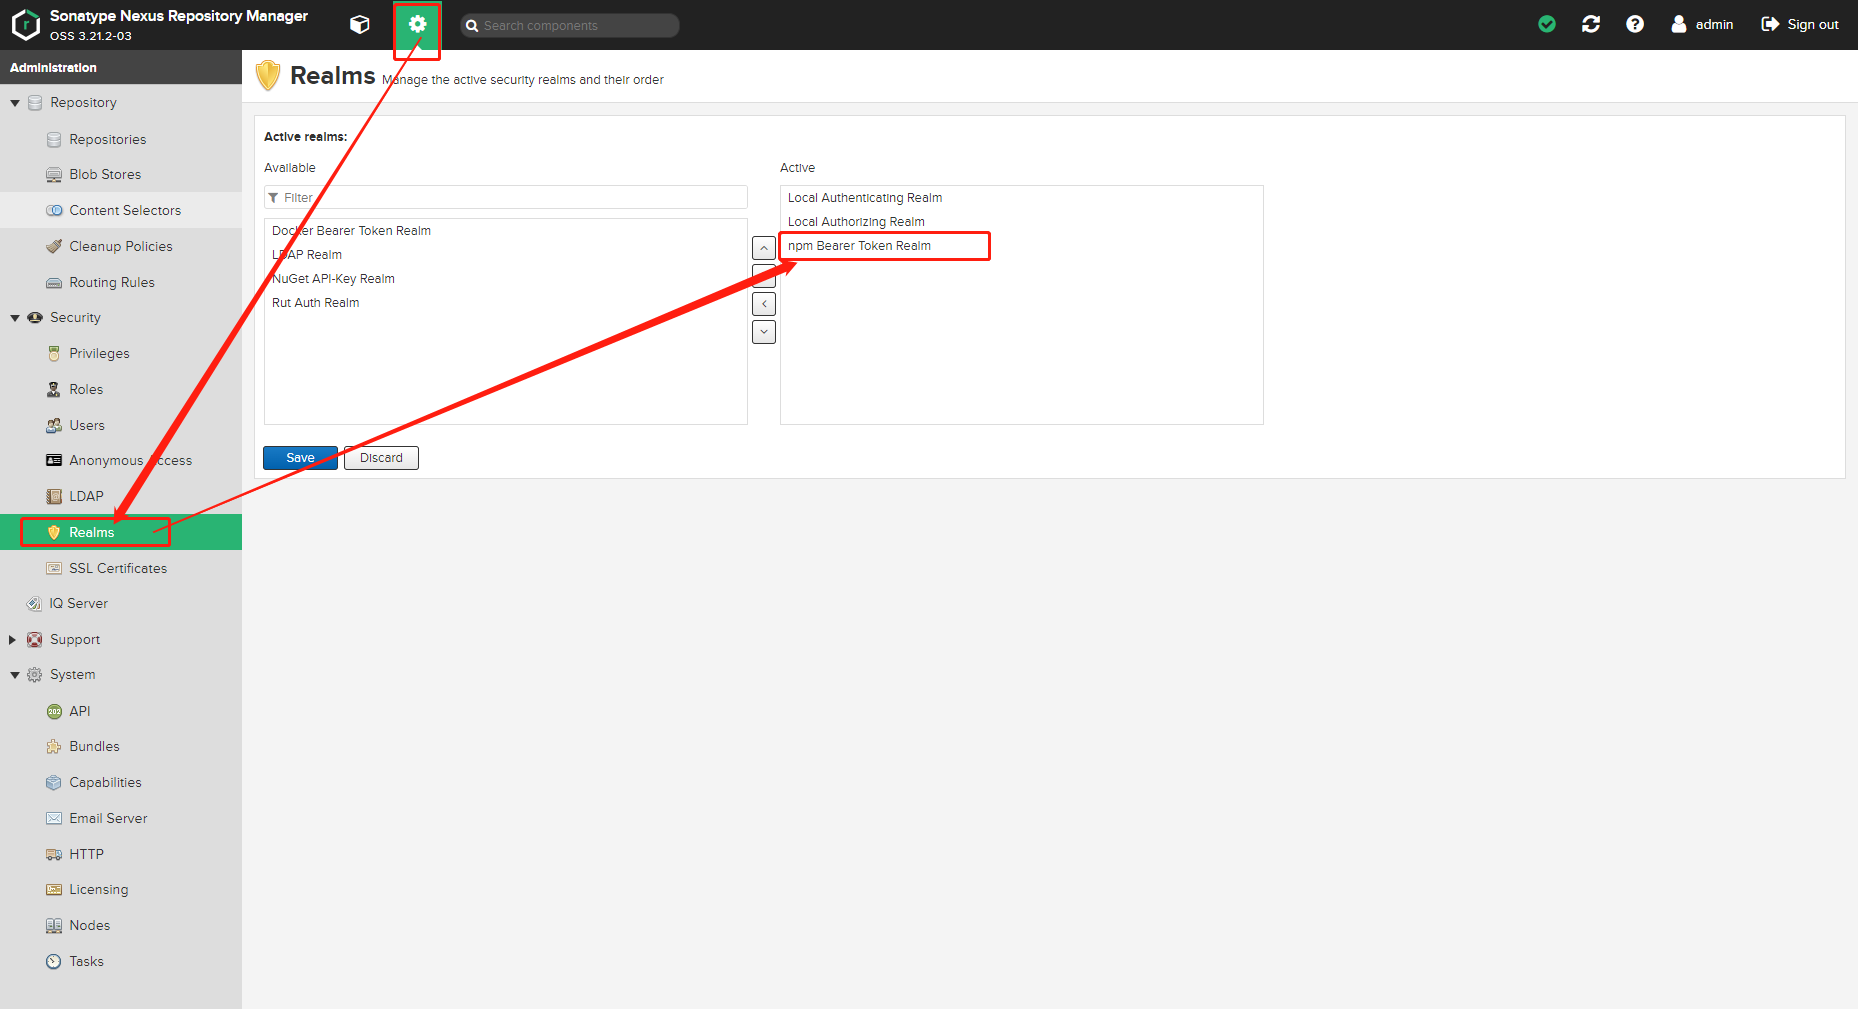 Sonatype Nexus Repository Manager
OSS 3.21.2-03
Search components
admin
Sign out
Administration
Repository
Repositories
Blob Stores
Content Selectors
Cleanup Policies
Routing Rules
Security
Privileges
Roles
Users
Anonymous Access
LDAP
Realms
SSL Certificates
IQ Server
Support
System
API
Bundles
Capabilities
Email Server
HTTP
Licensing
Nodes
Tasks
Realms Manage the active security realms and their order
Active realms:
Available
Filter
Docker Bearer Token Realm
LDAP Realm
NuGet API-Key Realm
Rut Auth Realm
Active
Local Authenticating Realm
Local Authorizing Realm
npm Bearer Token Realm
Save
Discard